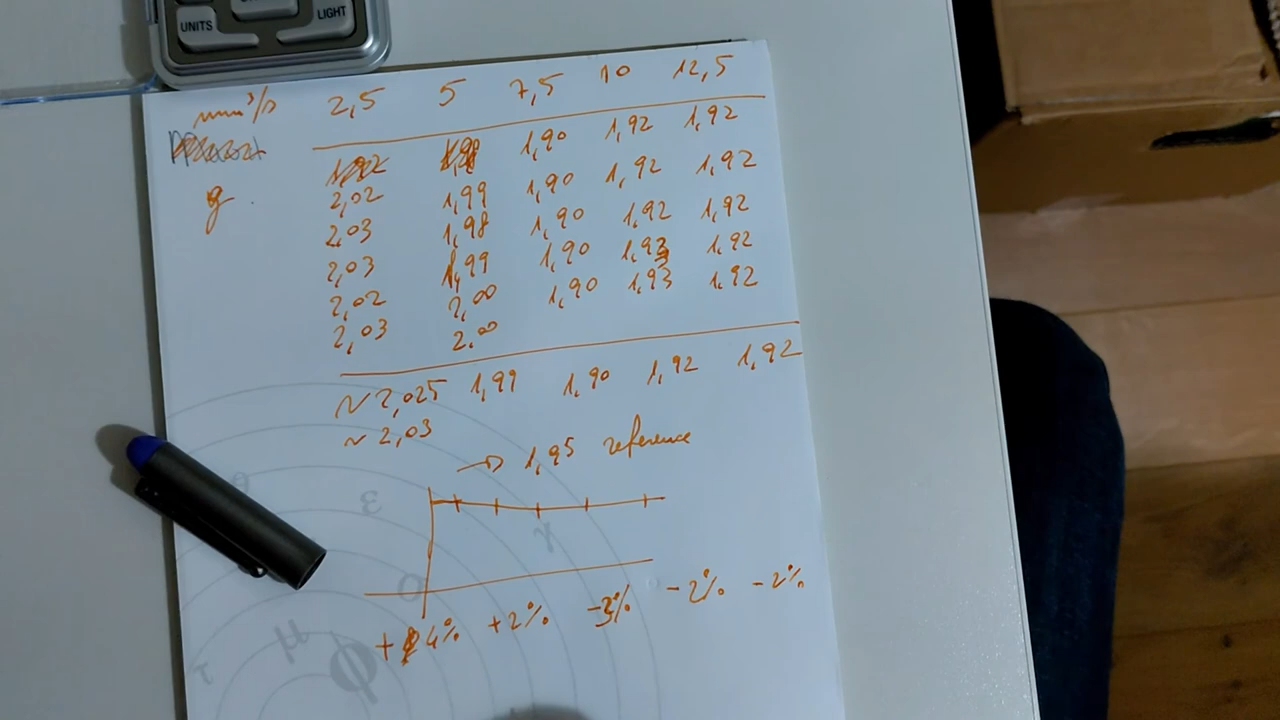 UNITS LIGHT
mm³/s 2,5 5 7,5 10 12,5
1,90 1,92 1,92
g 2,02 1,99 1,90 1,92 1,92
2,03 1,98 1,90 1,92 1,92
2,03 1,99 1,90 1,93 1,92
2,02 2,00 1,90 1,93 1,92
2,03 2,00
~ 2,025 1,99 1,90 1,92 1,92
~ 2,03
→ 1,95 reference
+ 4% +2% -3% -2% -2%
ε
γ
μ
φ
τ